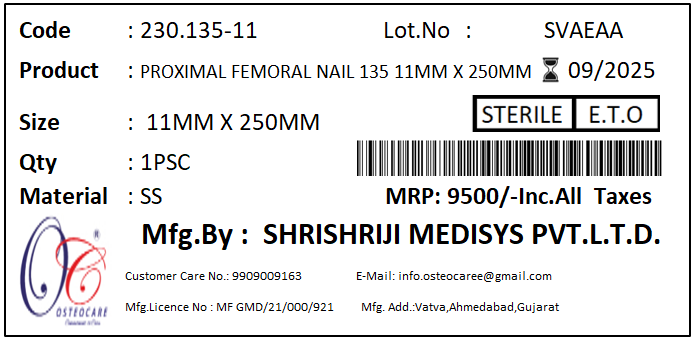 Code : 230.135-11 Lot.No : SVAEAA
Product : PROXIMAL FEMORAL NAIL 135 11MM X 250MM 09/2025
STERILE E.T.O
Size : 11MM X 250MM
Qty : 1PSC
Material : SS MRP: 9500/-Inc.All Taxes
Mfg.By : SHRISHRIJI MEDISYS PVT.L.T.D.
Customer Care No.: 9909009163 E-Mail: info.osteocaree@gmail.com
Mfg.Licence No : MF GMD/21/000/921 Mfg. Add.:Vatva,Ahmedabad,Gujarat
®
OSTEOCARE